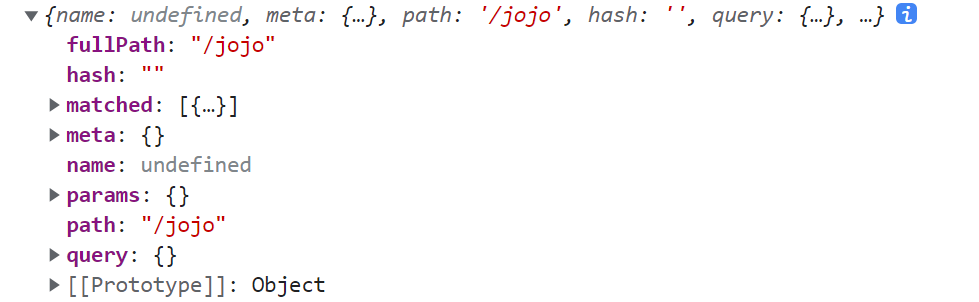 ▼{name: undefined, meta: {…}, path: '/jojo', hash: '', query: {…}, …} i
fullPath: "/jojo"
hash: ""
▶matched: [{…}]
▶meta: {}
name: undefined
▶params: {}
path: "/jojo"
▶query: {}
▶[[Prototype]]: Object